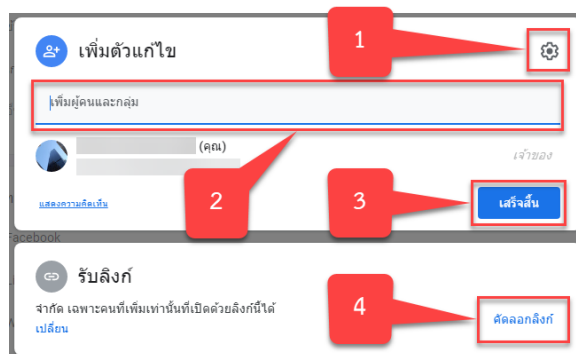 1
เพิ่มตัวแก้ไข
เพิ่มผู้คนและกลุ่ม
(คุณ)
เจ้าของ
2
3
แสดงความคิดเห็น
เสร็จสิ้น
Facebook
รับลิงก์
จำกัด เฉพาะคนที่เพิ่มเท่านั้นที่เปิดด้วยลิงก์นี้ได้
เปลี่ยน
4
คัดลอกลิงก์